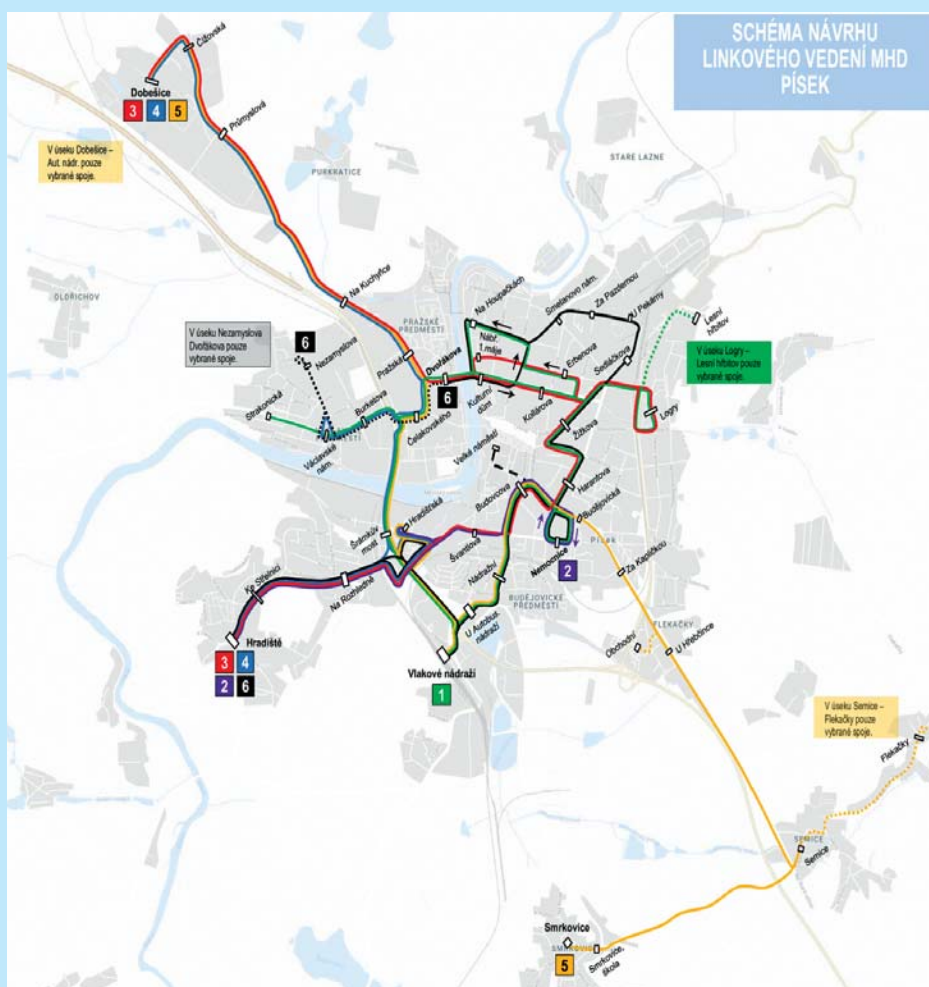 SCHÉMA NÁVRHU
LINKOVÉHO VEDENÍ MHD
PÍSEK
Čížovská
Dobešice
3 4 5
Průmyslová
V úseku Dobešice –
Aut. nádr. pouze
vybrané spoje.
PURKRATICE
STARÉ LÁZNĚ
OLDŘICHOV
Na Kuchyňce
PRAŽSKÉ
PŘEDMĚSTÍ
Na Houpačkách
Smetanovo nám.
Za Pazdernou
U Pekárny
Lesní
hřbitov
V úseku Nezamyslova
Dvořákova pouze
vybrané spoje.
6
Nezamyslova
Pražská
Dvořákova
6
Nábř.
1.máje
Erbenova
Sedláčkova
V úseku Logry –
Lesní hřbitov pouze
vybrané spoje.
Strakonická
Burketova
Čelakovského
Kulturní
dům
Kollárova
Logry
Václavské
nám.
Žižkova
Velké náměstí
Harantova
Budovcova
Budějovická
Hradišťská
Šrámkův
most
Švantlova
Písek
Nemocnice
2
Ke Střelnici
Na Rozhledně
Nádražní
Za Kapličkou
BUDĚJOVICKÉ
PŘEDMĚSTÍ
U Autobus.
nádraží
FLEKAČKY
Obchodní
U Hřebčince
Hradiště
3 4
2 6
Vlakové nádraží
1
V úseku Semice –
Flekačky pouze
vybrané spoje.
Flekačky
SEMICE
Semice
Smrkovice
5
Smrkovice,
škola